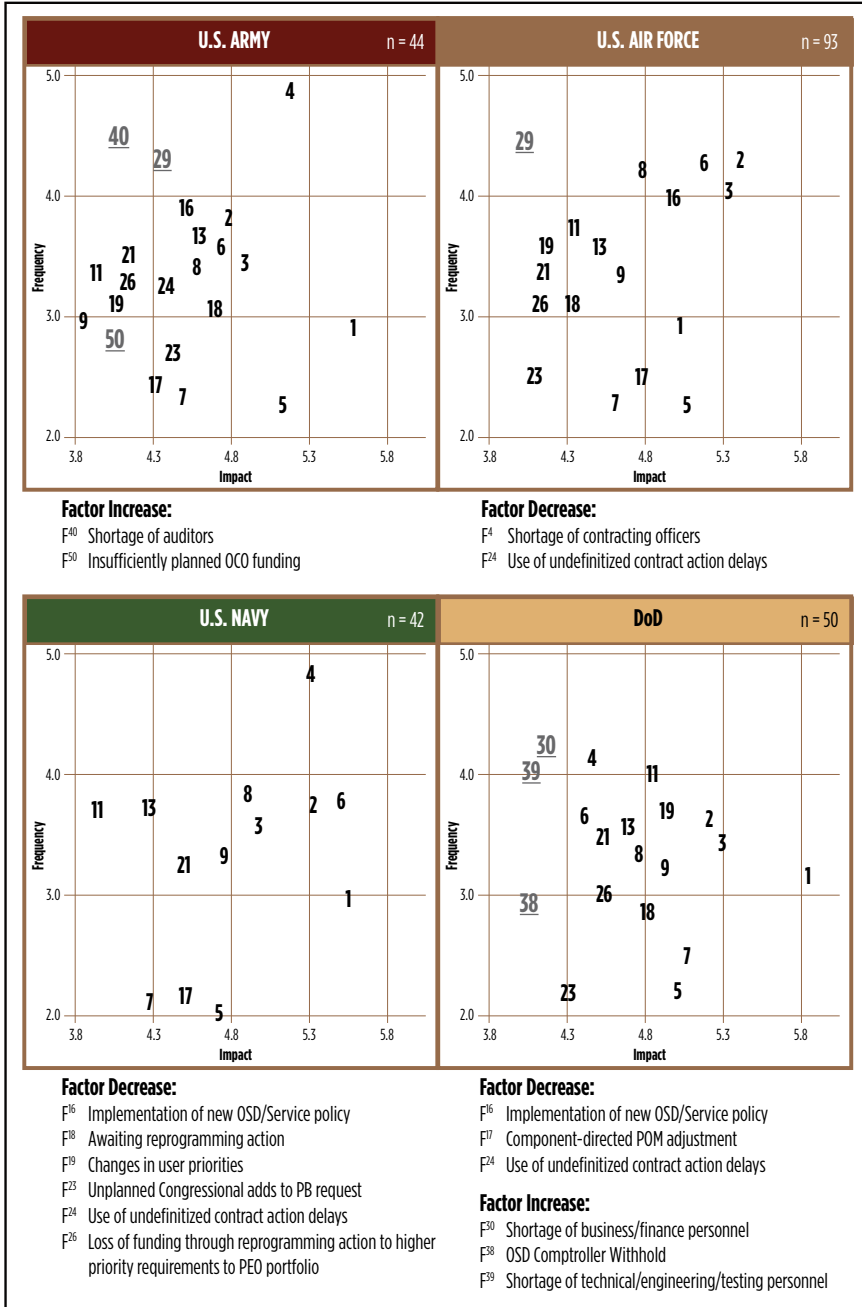 U.S. ARMY n = 44
5.0
4
40
29
4.0
16
2
13
6
21
3
8
11
26
24
19
18
9
3.0
1
50
23
17
7
5
2.0
3.8 4.3 4.8 5.3 5.8
Frequency
Impact
Factor Increase:
F40 Shortage of auditors
F50 Insufficiently planned OCO funding
U.S. AIR FORCE n = 93
5.0
29
2
6
8
3
4.0
16
11
19
13
21
9
26 18
3.0
1
23
17
7
5
2.0
3.8 4.3 4.8 5.3 5.8
Frequency
Impact
Factor Decrease:
F4 Shortage of contracting officers
F24 Use of undefinitized contract action delays
U.S. NAVY n = 42
5.0
4
4.0
8
6
2
11 13
3
9
21
3.0
1
17
7
5
2.0
3.8 4.3 4.8 5.3 5.8
Frequency
Impact
Factor Decrease:
F16 Implementation of new OSD/Service policy
F18 Awaiting reprogramming action
F19 Changes in user priorities
F23 Unplanned Congressional adds to PB request
F24 Use of undefinitized contract action delays
F26 Loss of funding through reprogramming action to higher
priority requirements to PEO portfolio
DoD n = 50
5.0
30
4
39
11
4.0
19
6
2
13
21
3
8
9
1
26
3.0
38
18
7
23
5
2.0
3.8 4.3 4.8 5.3 5.8
Frequency
Impact
Factor Decrease:
F16 Implementation of new OSD/Service policy
F17 Component-directed POM adjustment
F24 Use of undefinitized contract action delays
Factor Increase:
F30 Shortage of business/finance personnel
F38 OSD Comptroller Withhold
F39 Shortage of technical/engineering/testing personnel